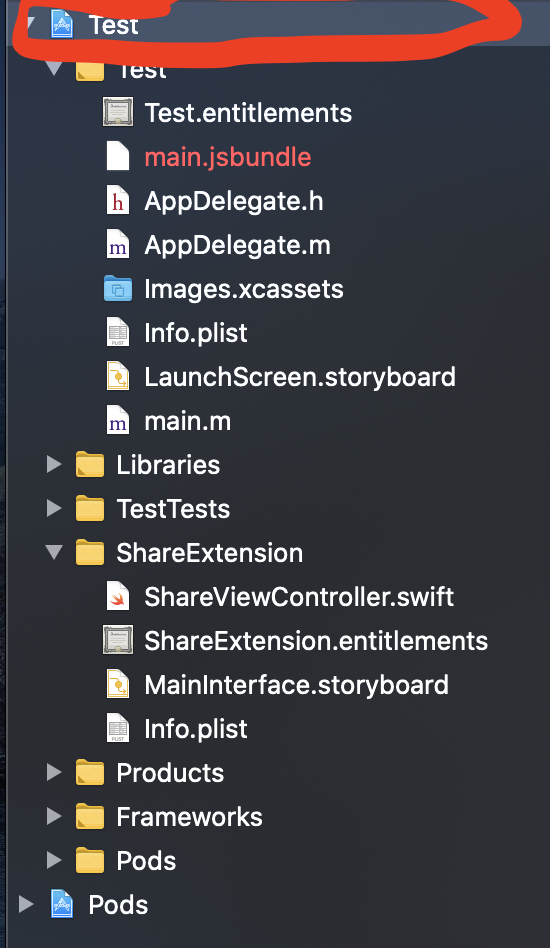 Test
Test
Test.entitlements
main.jsbundle
AppDelegate.h
AppDelegate.m
Images.xcassets
Info.plist
LaunchScreen.storyboard
main.m
Libraries
TestTests
ShareExtension
ShareViewController.swift
ShareExtension.entitlements
MainInterface.storyboard
Info.plist
Products
Frameworks
Pods
Pods